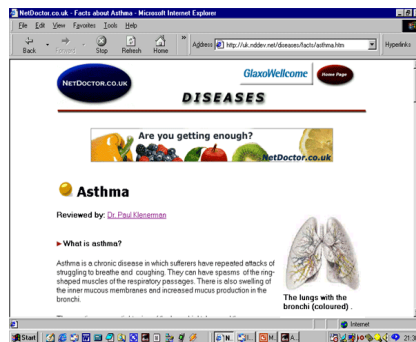 NetDoctor.co.uk - Facts about Asthma - Microsoft Internet Explorer
File Edit View Favorites Tools Help
Back Forward Stop Refresh Home » Address http://uk.nddev.net/diseases/facts/asthma.htm Hyperlinks
NETDOCTOR.CO.UK
GlaxoWellcome
Home Page
DISEASES
Are you getting enough?
NetDoctor.co.uk
Asthma
Reviewed by: Dr. Paul Klenerman
What is asthma?
Asthma is a chronic disease in which sufferers have repeated attacks of
struggling to breathe and coughing. They can have spasms of the ring-
shaped muscles of the respiratory passages. There is also swelling of
the inner mucous membranes and increased mucus production in the
bronchi.
The lungs with the
bronchi (coloured) .
Internet
Start